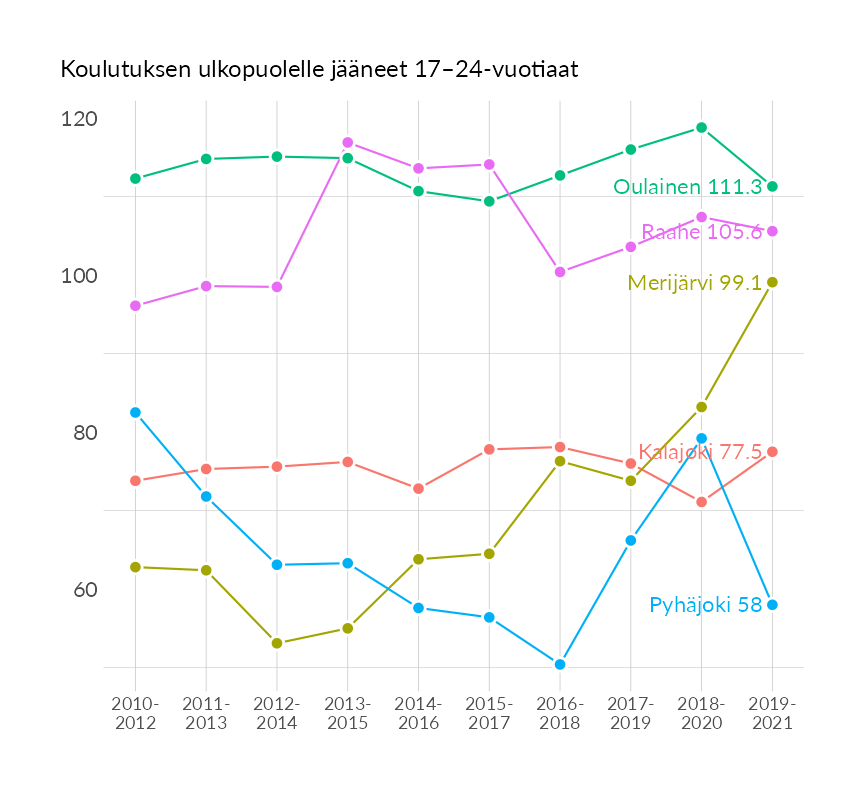 Koulutuksen ulkopuolelle jääneet 17–24-vuotiaat
120
Oulainen 111.3
Raahe 105.6
100
Merijärvi 99.1
80
Kalajoki 77.5
60
Pyhäjoki 58
2010- 2011- 2012- 2013- 2014- 2015- 2016- 2017- 2018- 2019-
2012 2013 2014 2015 2016 2017 2018 2019 2020 2021